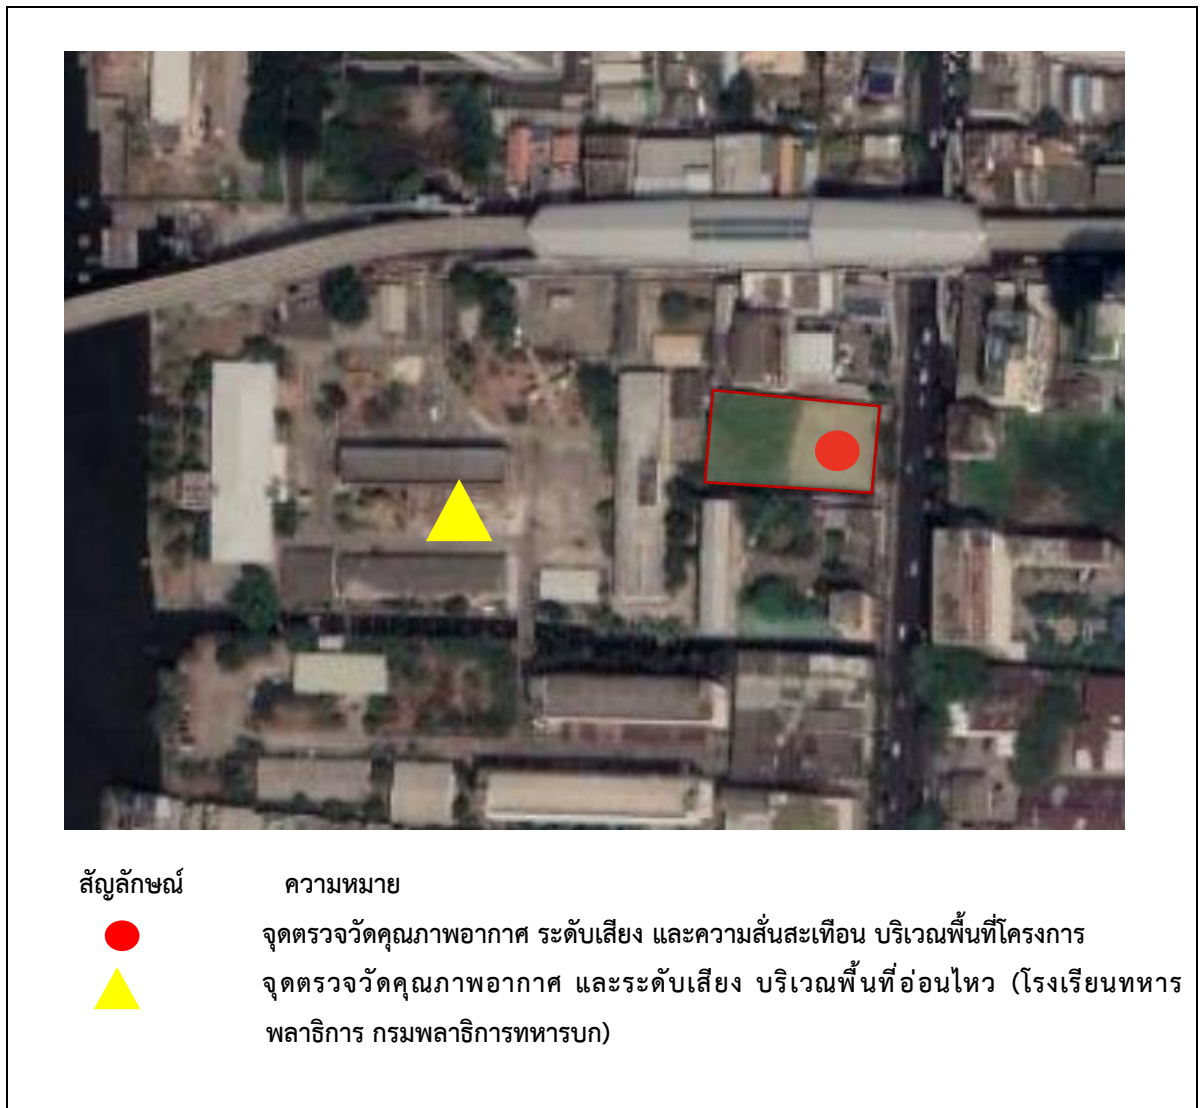 สัญลักษณ์ ความหมาย
จุดตรวจวัดคุณภาพอากาศ ระดับเสียง และความสั่นสะเทือน บริเวณพื้นที่โครงการ
จุดตรวจวัดคุณภาพอากาศ และระดับเสียง บริเวณพื้นที่อ่อนไหว (โรงเรียนทหาร
พลาธิการ กรมพลาธิการทหารบก)